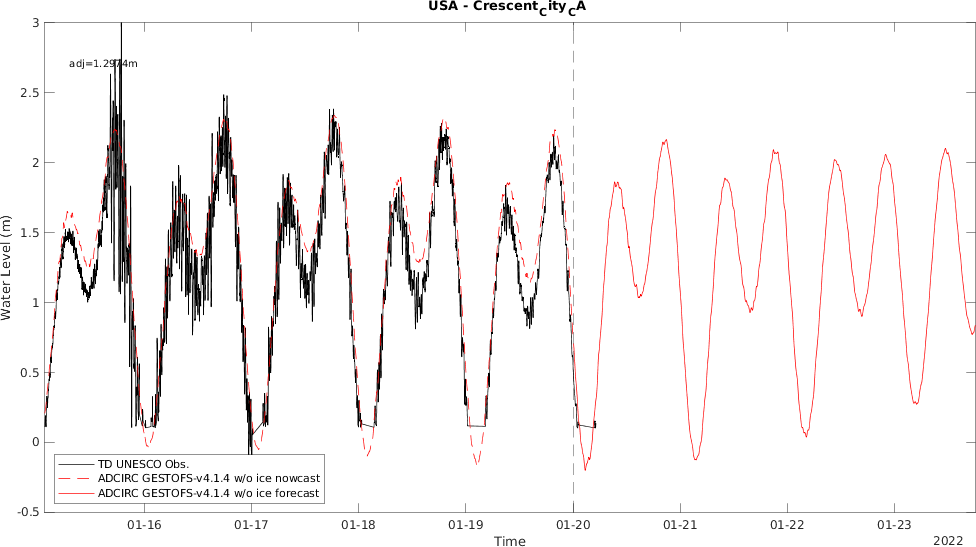 USA - CrescentCityCA
3
adj=1.2974m
2.5
2
1.5
1
0.5
0
-0.5
Water Level (m)
TD UNESCO Obs.
ADCIRC GESTOFS-v4.1.4 w/o ice nowcast
ADCIRC GESTOFS-v4.1.4 w/o ice forecast
01-16 01-17 01-18 01-19 01-20 01-21 01-22 01-23
Time
2022